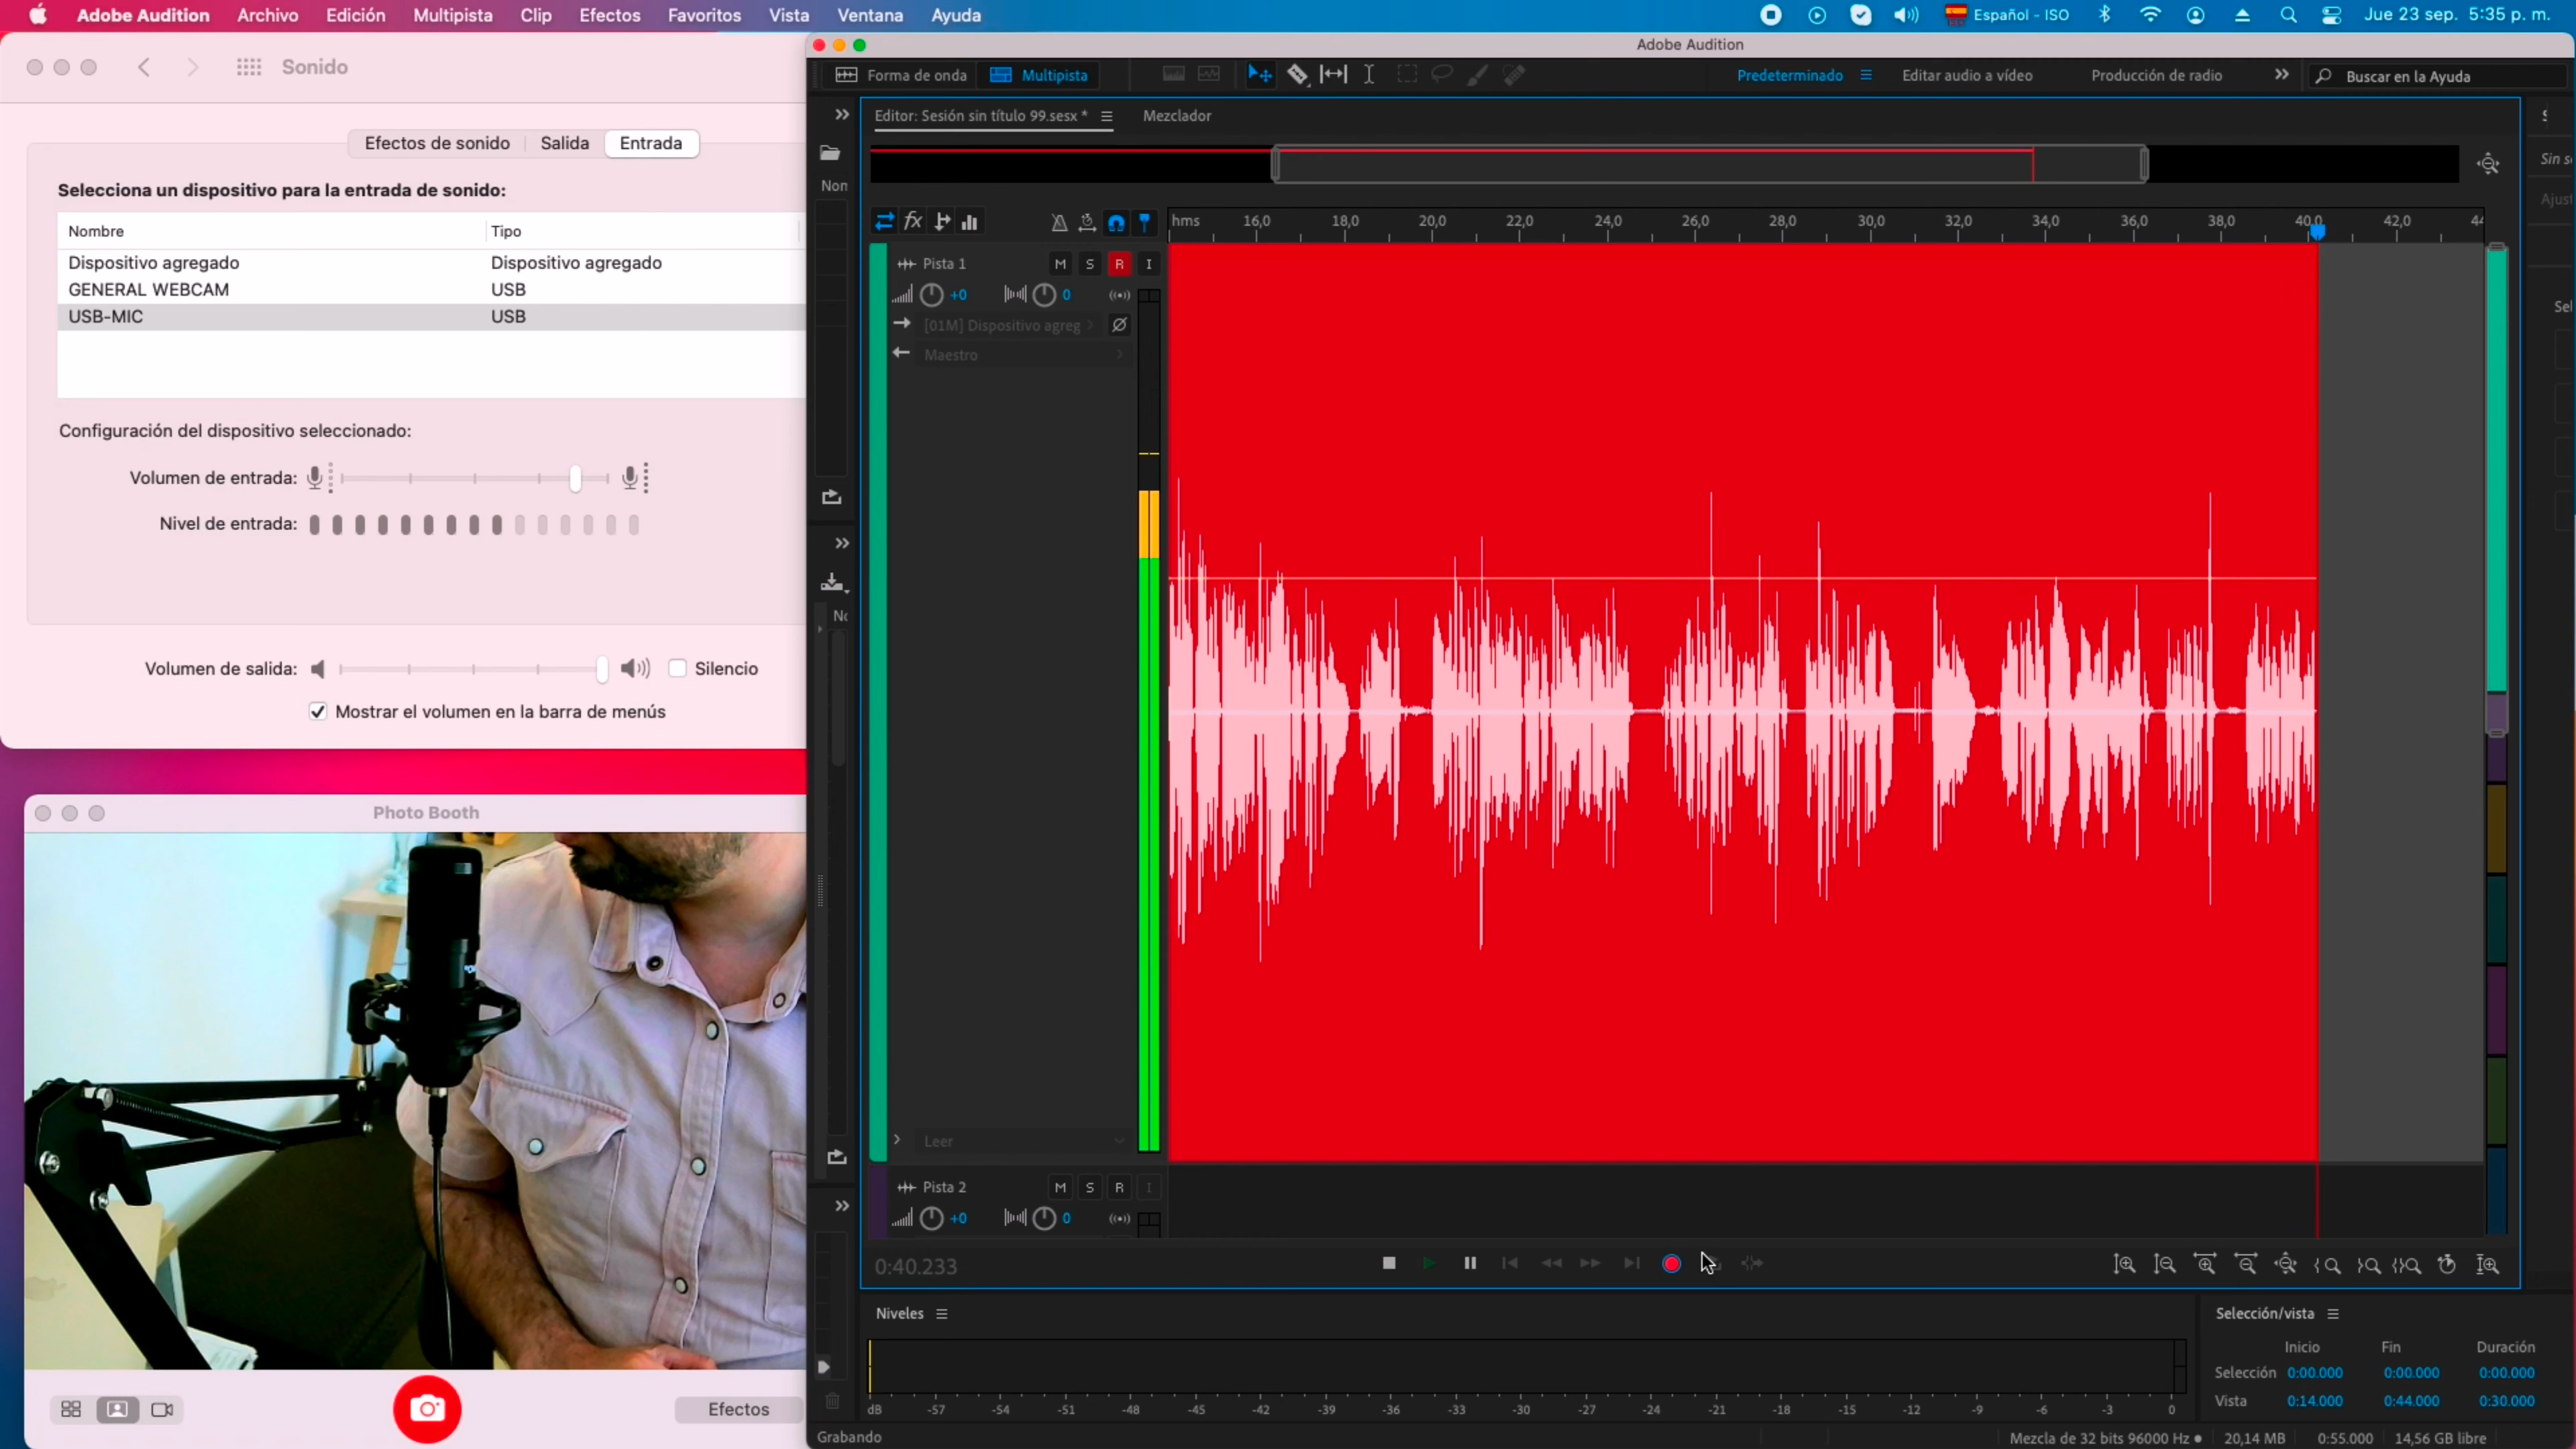 Adobe Audition Archivo Edición Multipista Clip Efectos Favoritos Vista Ventana Ayuda Español - ISO Jue 23 sep. 5:35 p. m.
Sonido
Efectos de sonido Salida Entrada
Selecciona un dispositivo para la entrada de sonido:
Nombre Tipo
Dispositivo agregado Dispositivo agregado
GENERAL WEBCAM USB
USB-MIC USB
Configuración del dispositivo seleccionado:
Volumen de entrada:
Nivel de entrada:
Volumen de salida: Silencio
Mostrar el volumen en la barra de menús
Photo Booth
Efectos
Adobe Audition
Forma de onda Multipista Predeterminado Editar audio a vídeo Producción de radio Buscar en la Ayuda
Editor: Sesión sin título 99.sesx * Mezclador
hms 16,0 18,0 20,0 22,0 24,0 26,0 28,0 30,0 32,0 34,0 36,0 38,0 40,0 42,0 44
Pista 1 M S R I
+0 0
[01M] Dispositivo agreg
Maestro
Leer
Pista 2 M S R I
+0 0
0:40.233
Niveles
dB -57 -54 -51 -48 -45 -42 -39 -36 -33 -30 -27 -24 -21 -18 -15 -12 -9 -6 -3 0
Selección/vista
Inicio Fin Duración
Selección 0:00.000 0:00.000 0:00.000
Vista 0:14.000 0:44.000 0:30.000
Grabando Mezcla de 32 bits 96000 Hz 20,14 MB 0:55.000 14,56 GB libre